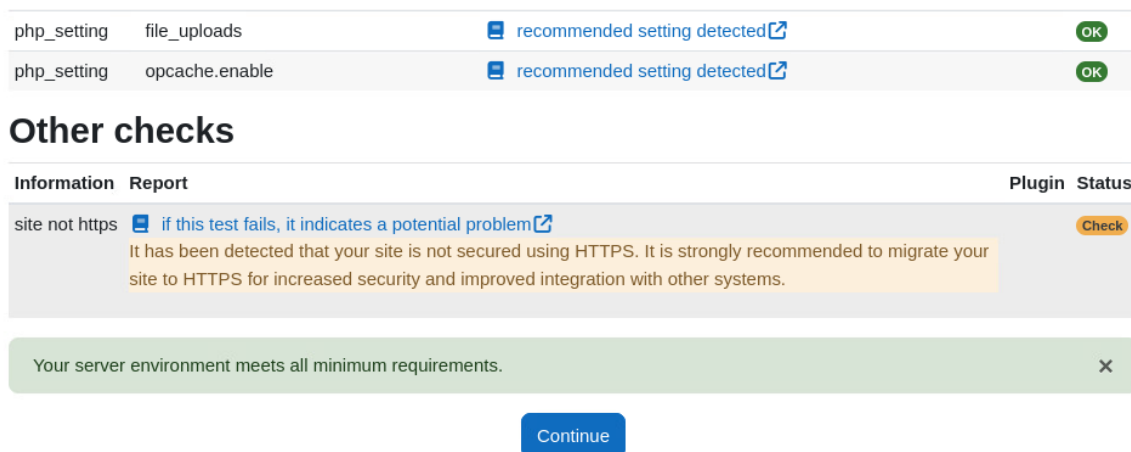 php_setting file_uploads recommended setting detected OK
php_setting opcache.enable recommended setting detected OK
Other checks
Information Report Plugin Status
site not https if this test fails, it indicates a potential problem Check
It has been detected that your site is not secured using HTTPS. It is strongly recommended to migrate your
site to HTTPS for increased security and improved integration with other systems.
Your server environment meets all minimum requirements. ×
Continue